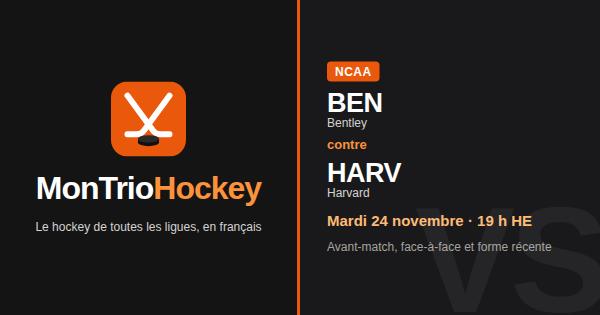 MonTrioHockey
Le hockey de toutes les ligues, en français
NCAA
BEN
Bentley
contre
HARV
Harvard
Mardi 24 novembre · 19 h HE
Avant-match, face-à-face et forme récente
VS